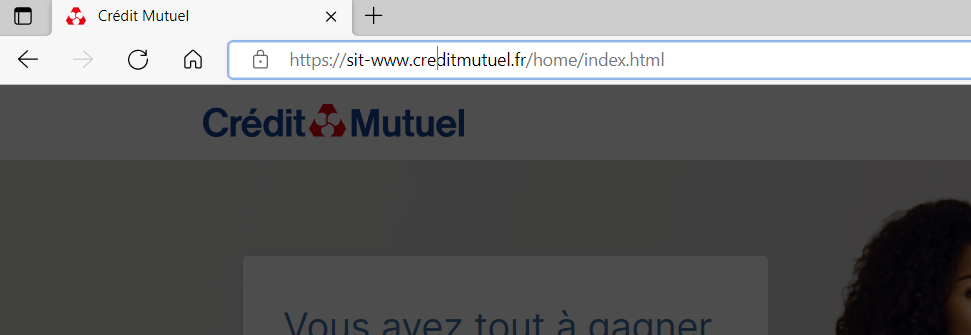 Crédit Mutuel
https://sit-www.creditmutuel.fr/home/index.html
Crédit Mutuel
Vous avez tout à gagner